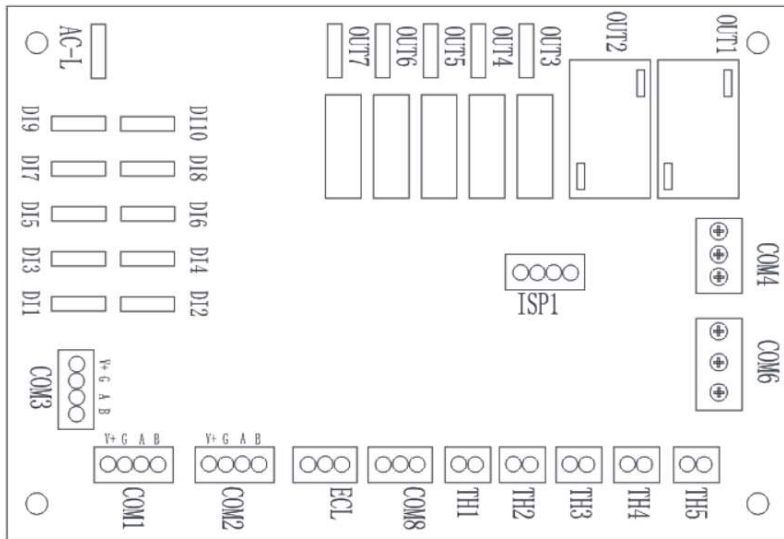 AC-L
OUT7
OUT6
OUT5
OUT4
OUT3
OUT2
OUT1
DI9
DI10
DI7
DI8
DI5
DI6
DI3
DI4
DI1
DI2
COM4
ISP1
COM6
COM3
V+ G A B
V+ G A B
V+ G A B
COM1
COM2
ECL
COM8
TH1
TH2
TH3
TH4
TH5